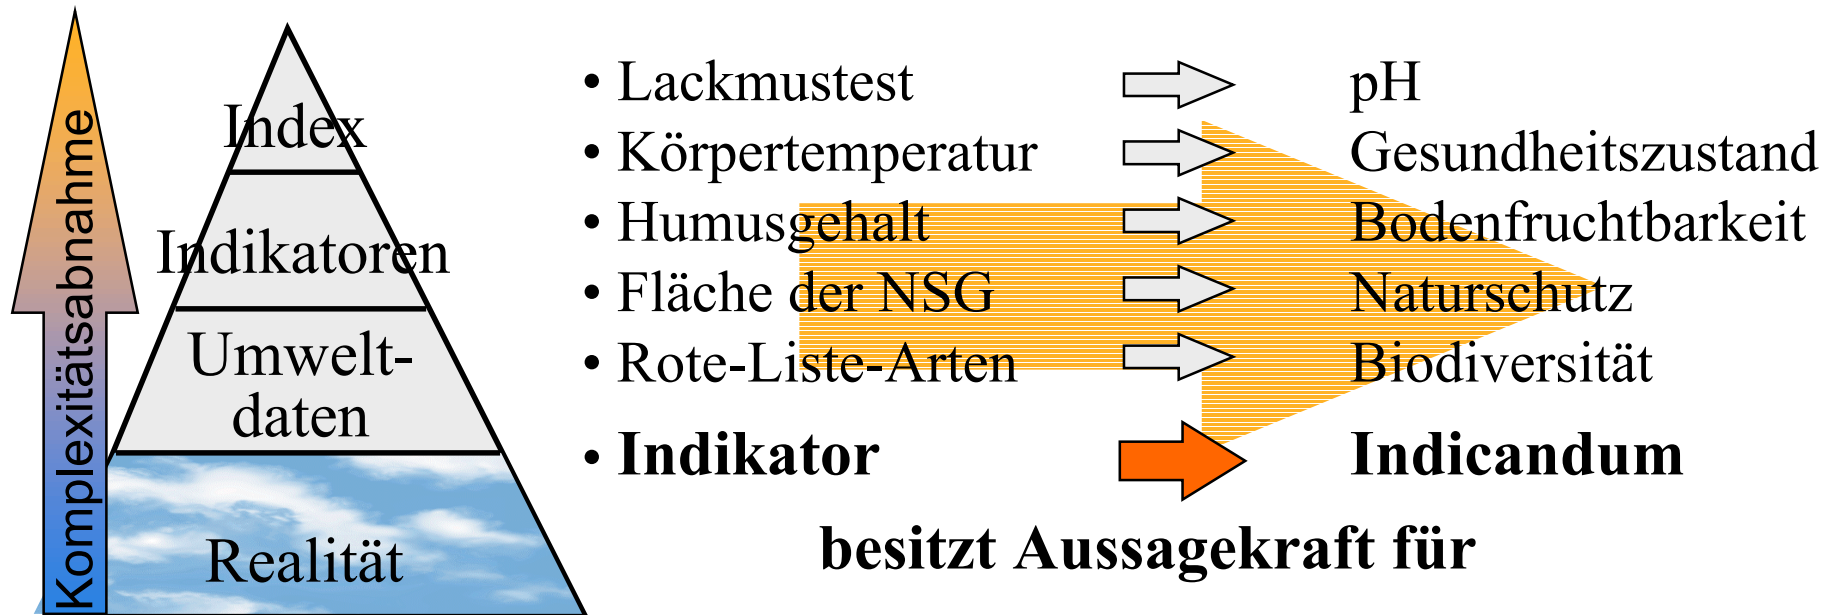 Komplexitätsabnahme
Index
Indikatoren
Umwelt-
daten
Realität
• Lackmustest pH
• Körpertemperatur Gesundheitszustand
• Humusgehalt Bodenfruchtbarkeit
• Fläche der NSG Naturschutz
• Rote-Liste-Arten Biodiversität
• Indikator Indicandum
besitzt Aussagekraft für